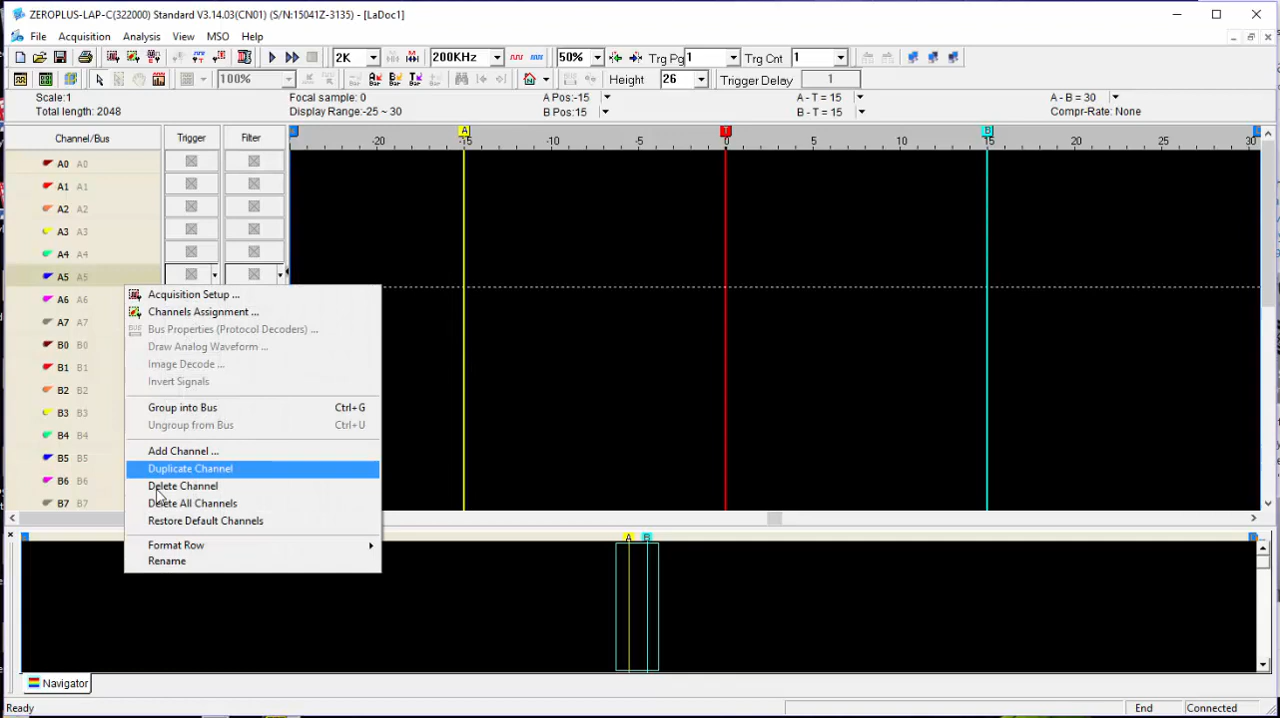 ZEROPLUS-LAP-C(322000) Standard V3.14.03(CN01) (S/N:15041Z-3135) - [LaDoc1]
File Acquisition Analysis View MSO Help
2K 200KHz 50% Trg Pg 1 Trg Cnt 1
100% Height 26 Trigger Delay 1
Scale:1 Focal sample: 0 A Pos:-15 A - T = 15 A - B = 30
Total length: 2048 Display Range:-25 ~ 30 B Pos:15 B - T = 15 Compr-Rate: None
Channel/Bus Trigger Filter A T B
-20 -15 -10 -5 0 5 10 15 20 25 30
A0 A0
A1 A1
A2 A2
A3 A3
A4 A4
A5 A5
A6 A6
A7 A7
B0 B0
B1 B1
B2 B2
B3 B3
B4 B4
B5 B5
B6 B6
B7 B7
Acquisition Setup ...
Channels Assignment ...
BUS Bus Properties (Protocol Decoders) ...
Draw Analog Waveform ...
Image Decode ...
Invert Signals
Group into Bus Ctrl+G
Ungroup from Bus Ctrl+U
Add Channel ...
Duplicate Channel
Delete Channel
Delete All Channels
Restore Default Channels
Format Row
Rename
A B
Navigator
Ready End Connected